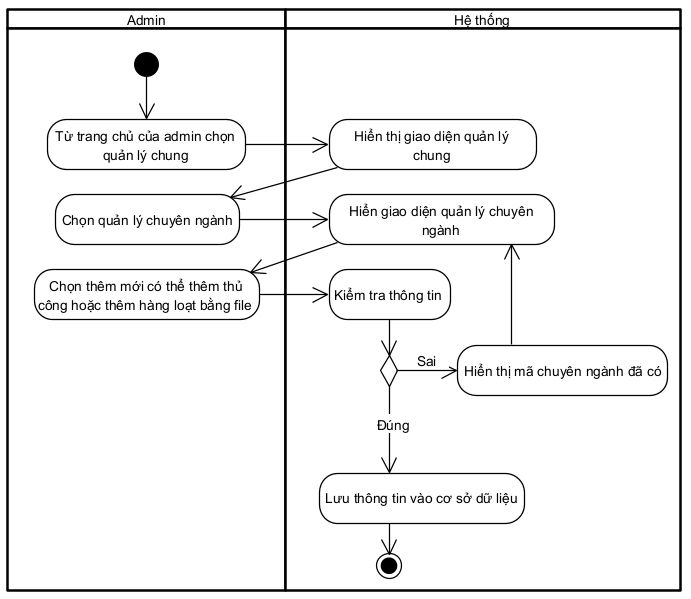 Admin
Hệ thống
Từ trang chủ của admin chọn
quản lý chung
Hiển thị giao diện quản lý
chung
Chọn quản lý chuyên ngành
Hiển giao diện quản lý chuyên
ngành
Chọn thêm mới có thể thêm thủ
công hoặc thêm hàng loạt bằng file
Kiểm tra thông tin
Sai
Hiển thị mã chuyên ngành đã có
Đúng
Lưu thông tin vào cơ sở dữ liệu